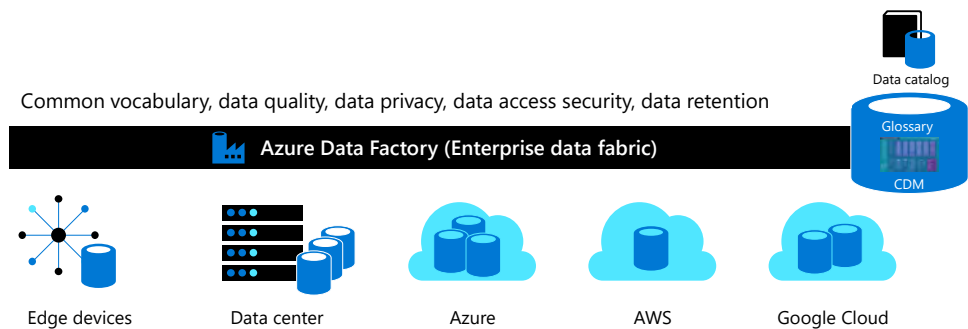 Data catalog
Common vocabulary, data quality, data privacy, data access security, data retention
Glossary
Azure Data Factory (Enterprise data fabric)
CDM
Edge devices
Data center
Azure
AWS
Google Cloud